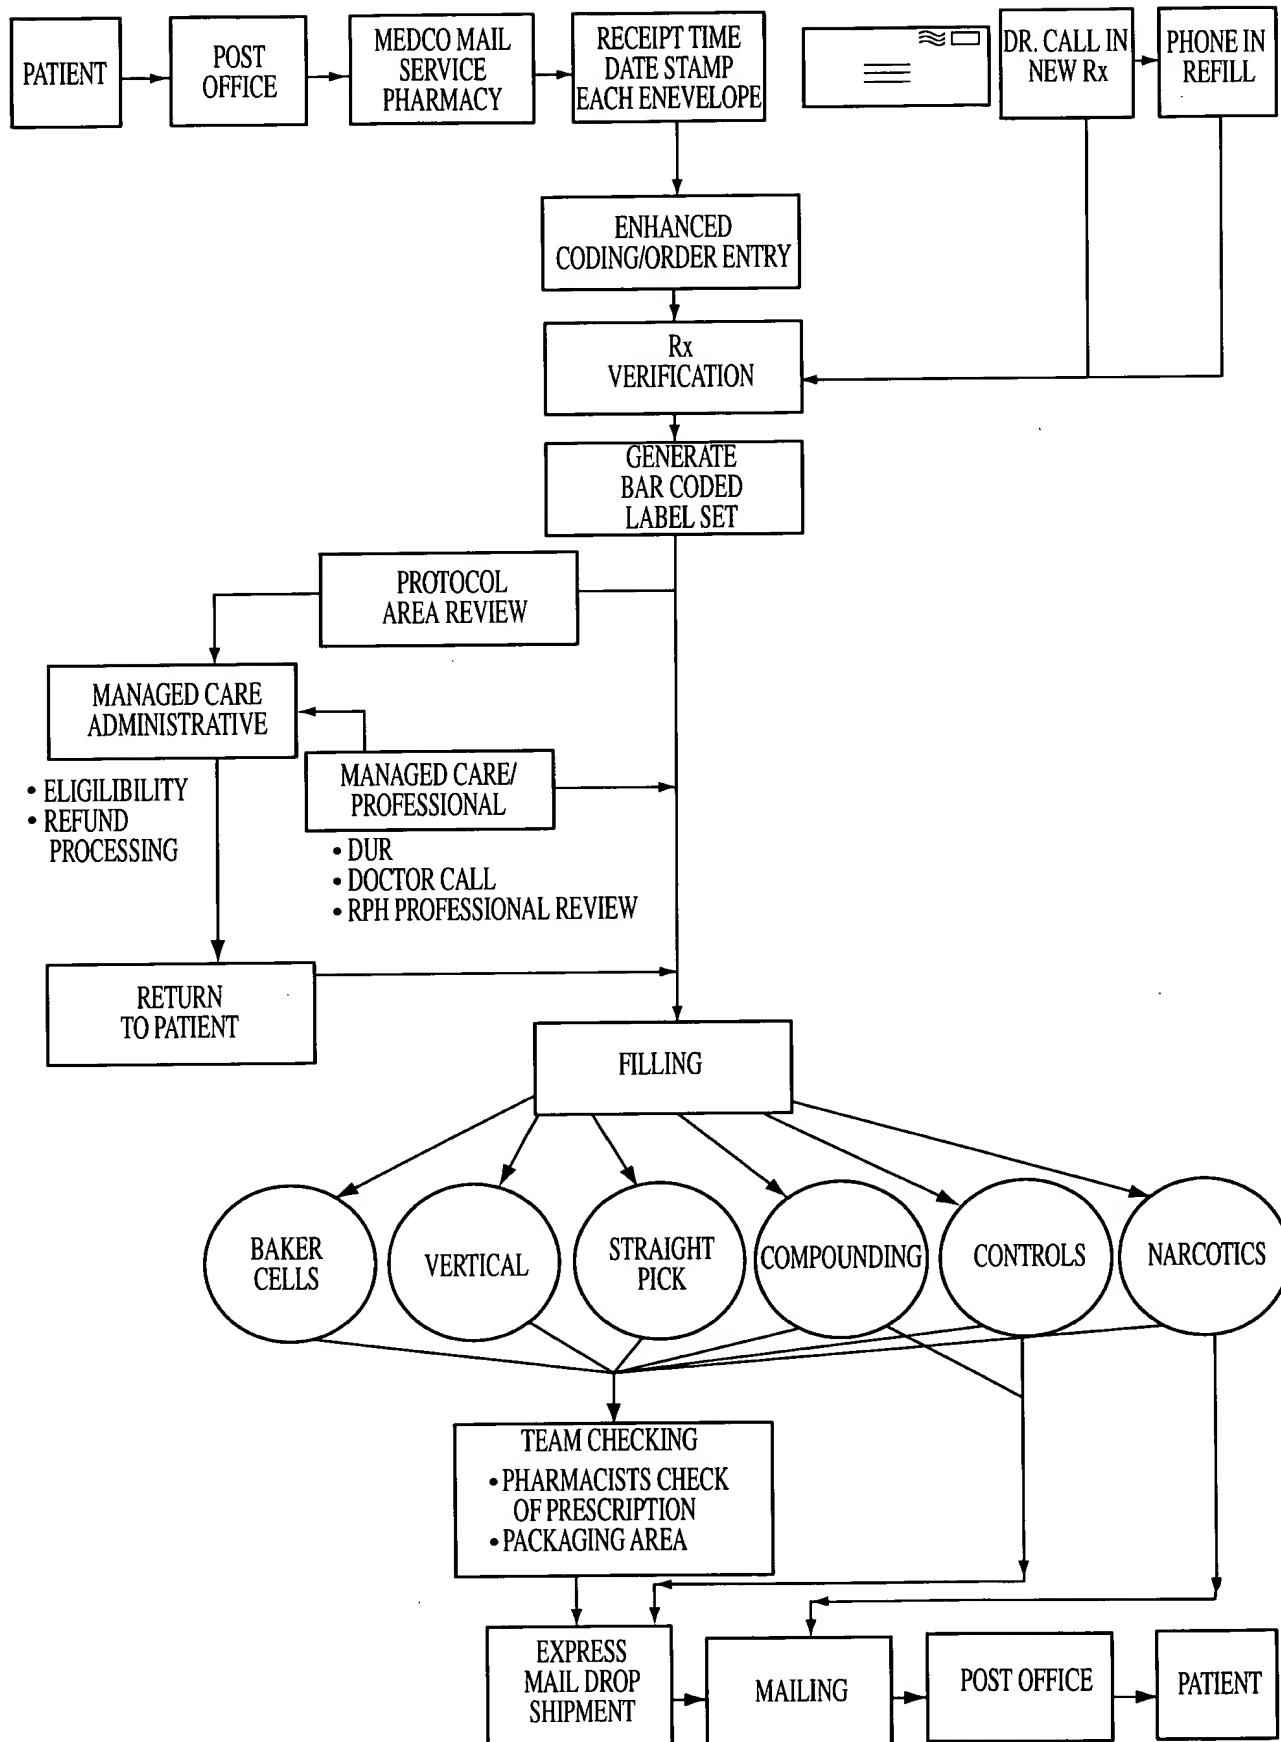 PATIENT
POST
OFFICE
MEDCO MAIL
SERVICE
PHARMACY
RECEIPT TIME
DATE STAMP
EACH ENEVELOPE
DR. CALL IN
NEW Rx
PHONE IN
REFILL
ENHANCED
CODING/ORDER ENTRY
Rx
VERIFICATION
GENERATE
BAR CODED
LABEL SET
PROTOCOL
AREA REVIEW
MANAGED CARE
ADMINISTRATIVE
• ELIGILIBILITY
• REFUND
PROCESSING
MANAGED CARE/
PROFESSIONAL
• DUR
• DOCTOR CALL
• RPH PROFESSIONAL REVIEW
RETURN
TO PATIENT
FILLING
BAKER
CELLS
VERTICAL
STRAIGHT
PICK
COMPOUNDING
CONTROLS
NARCOTICS
TEAM CHECKING
• PHARMACISTS CHECK
OF PRESCRIPTION
• PACKAGING AREA
EXPRESS
MAIL DROP
SHIPMENT
MAILING
POST OFFICE
PATIENT